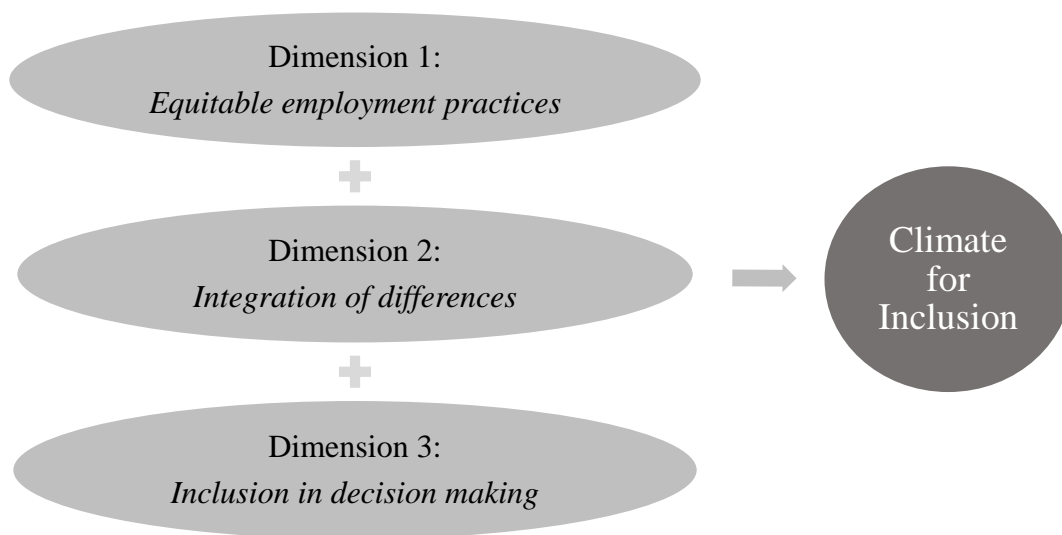 Dimension 1:
Equitable employment practices
Dimension 2:
Integration of differences
Dimension 3:
Inclusion in decision making
Climate
for
Inclusion